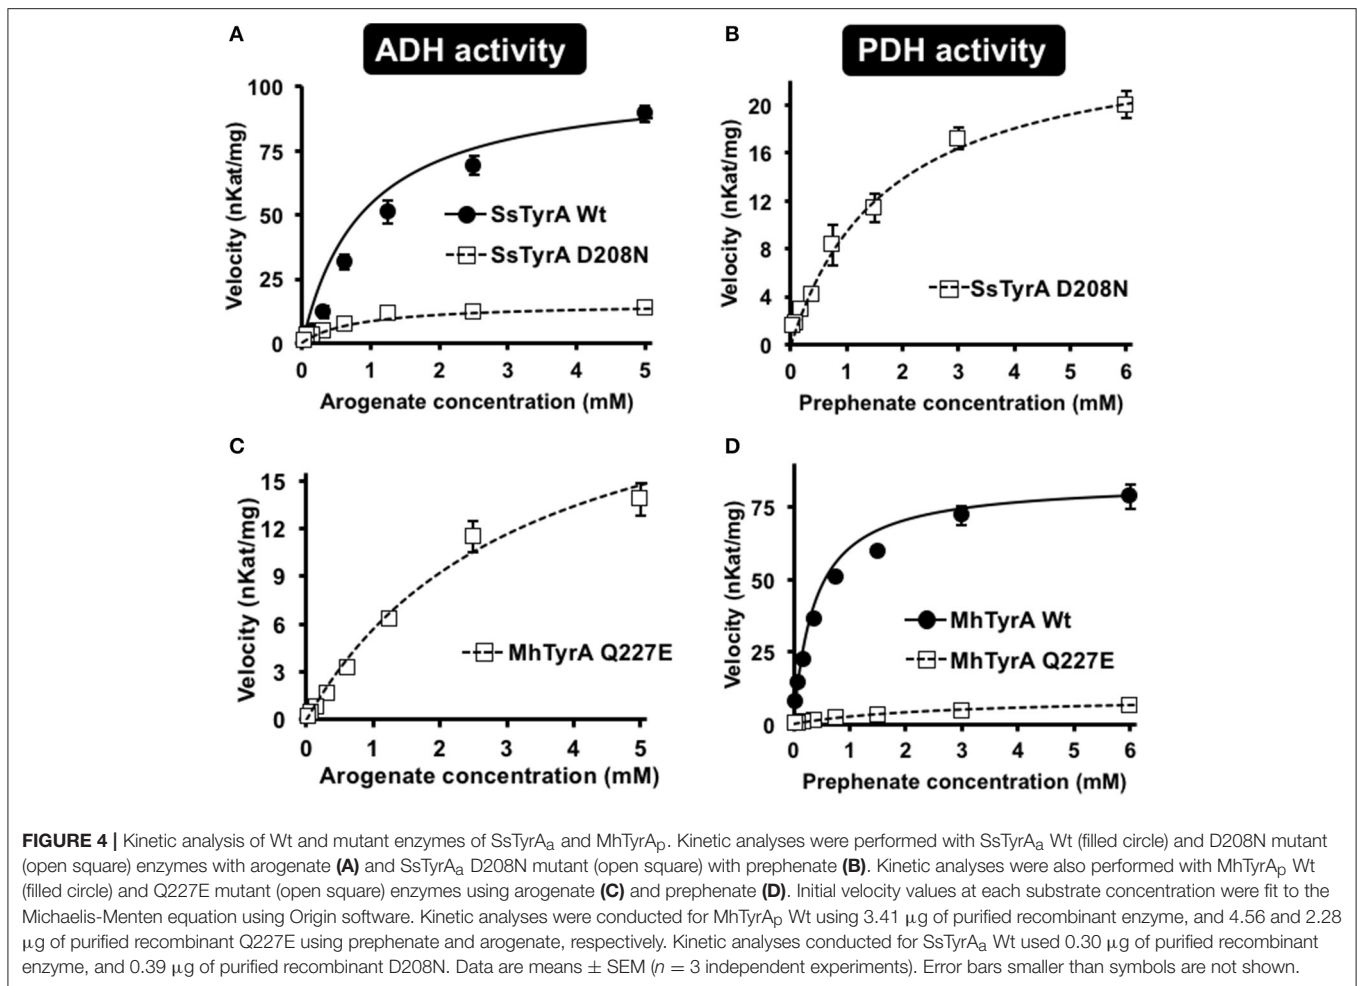 A
ADH activity
Velocity (nKat/mg)
100
75
50
25
0
SsTyrA Wt
SsTyrA D208N
0 1 2 3 4 5
Arogenate concentration (mM)
B
PDH activity
Velocity (nKat/mg)
20
16
12
8
4
0
SsTyrA D208N
0 1 2 3 4 5 6
Prephenate concentration (mM)
C
Velocity (nKat/mg)
15
12
9
6
3
0
MhTyrA Q227E
0 1 2 3 4 5
Arogenate concentration (mM)
D
Velocity (nKat/mg)
75
50
25
0
MhTyrA Wt
MhTyrA Q227E
0 1 2 3 4 5 6
Prephenate concentration (mM)
FIGURE 4 | Kinetic analysis of Wt and mutant enzymes of SsTyrAa and MhTyrAp. Kinetic analyses were performed with SsTyrAa Wt (filled circle) and D208N mutant
(open square) enzymes with arogenate (A) and SsTyrAa D208N mutant (open square) with prephenate (B). Kinetic analyses were also performed with MhTyrAp Wt
(filled circle) and Q227E mutant (open square) enzymes using arogenate (C) and prephenate (D). Initial velocity values at each substrate concentration were fit to the
Michaelis-Menten equation using Origin software. Kinetic analyses were conducted for MhTyrAp Wt using 3.41 μg of purified recombinant enzyme, and 4.56 and 2.28
μg of purified recombinant Q227E using prephenate and arogenate, respectively. Kinetic analyses conducted for SsTyrAa Wt used 0.30 μg of purified recombinant
enzyme, and 0.39 μg of purified recombinant D208N. Data are means ± SEM (n = 3 independent experiments). Error bars smaller than symbols are not shown.